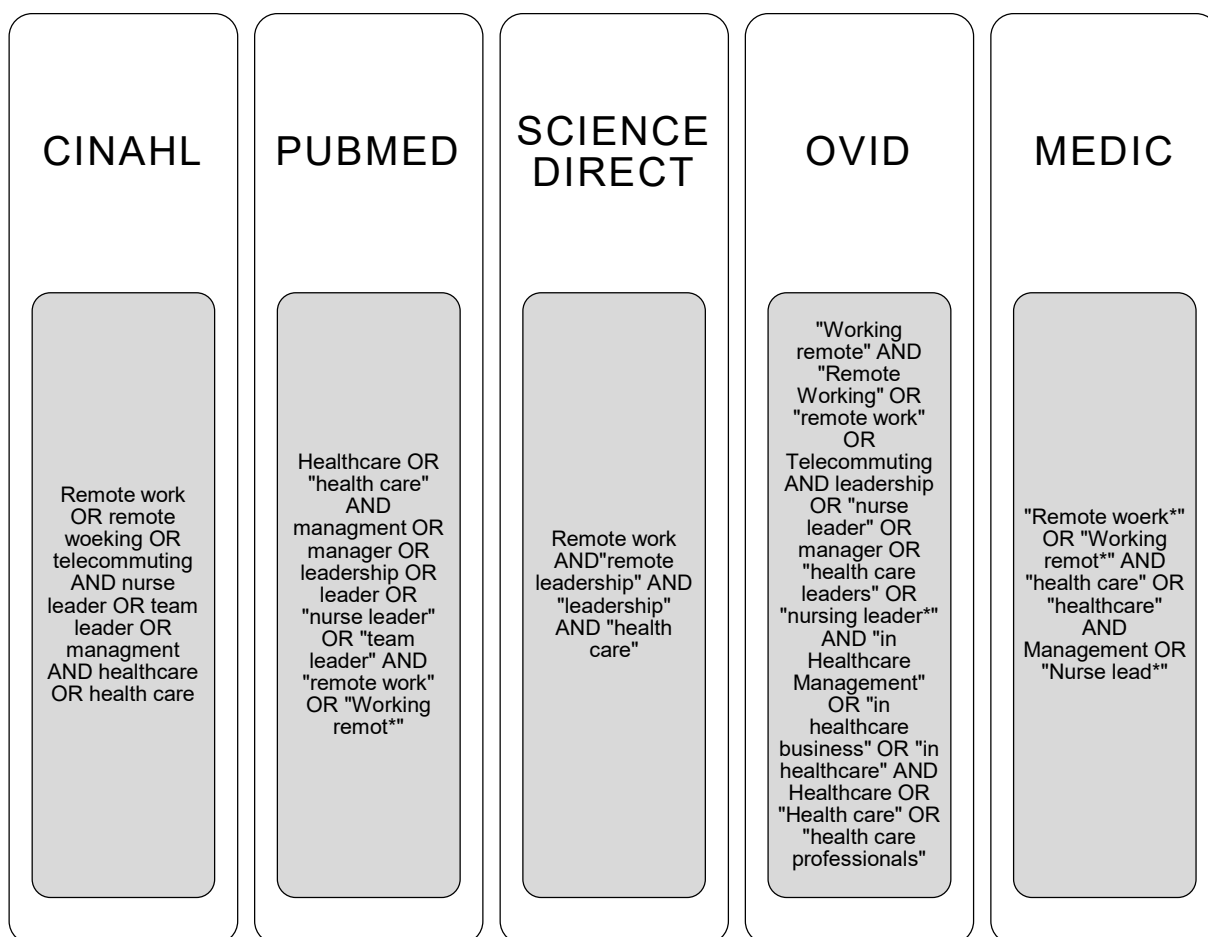 CINAHL
Remote work
OR remote
woeking OR
telecommuting
AND nurse
leader OR team
leader OR
managment
AND healthcare
OR health care
PUBMED
Healthcare OR
"health care"
AND
managment OR
manager OR
leadership OR
leader OR
"nurse leader"
OR "team
leader" AND
"remote work"
OR "Working
remot*"
SCIENCE
DIRECT
Remote work
AND"remote
leadership" AND
"leadership"
AND "health
care"
OVID
"Working
remote" AND
"Remote
Working" OR
"remote work"
OR
Telecommuting
AND leadership
OR "nurse
leader" OR
manager OR
"health care
leaders" OR
"nursing leader*"
AND "in
Healthcare
Management"
OR "in
healthcare
business" OR "in
healthcare" AND
Healthcare OR
"Health care" OR
"health care
professionals"
MEDIC
"Remote woerk*"
OR "Working
remot*" AND
"health care" OR
"healthcare"
AND
Management OR
"Nurse lead*"